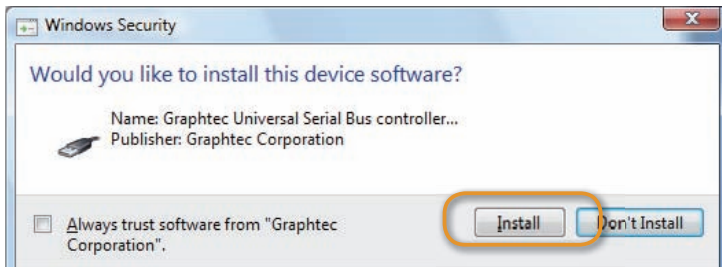 Windows Security
Would you like to install this device software?
Name: Graphtec Universal Serial Bus controller...
Publisher: Graphtec Corporation
Always trust software from "Graphtec
Corporation".
Install
Don't Install